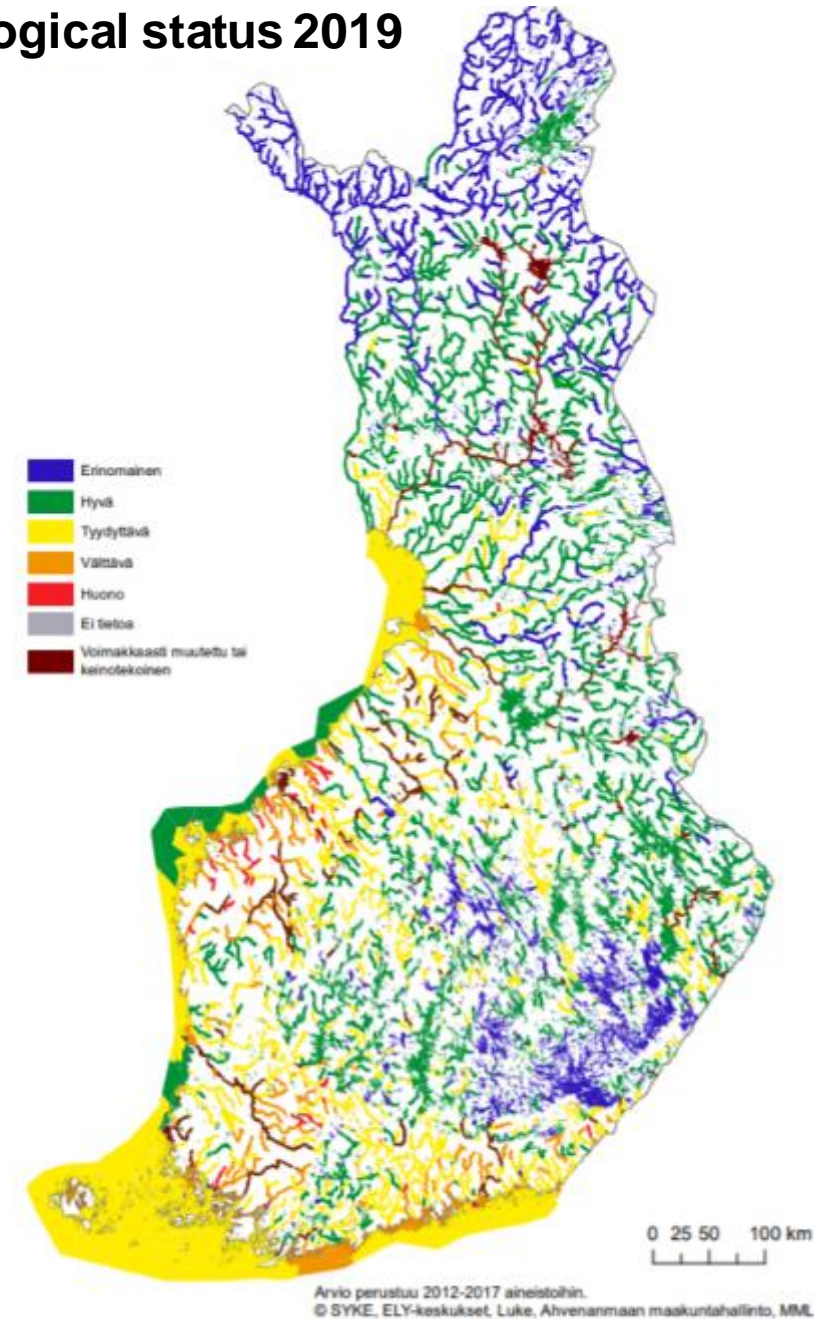 ogical status 2019
Erinomainen
Hyvä
Tyydyttävä
Välttävä
Huono
Ei tietoa
Voimakkaasti muutettu tai
keinotekoinen
0 25 50 100 km
Arvio perustuu 2012-2017 aineistoihin.
© SYKE, ELY-keskukset, Luke, Ahvenanmaan maakuntahallinto, MML